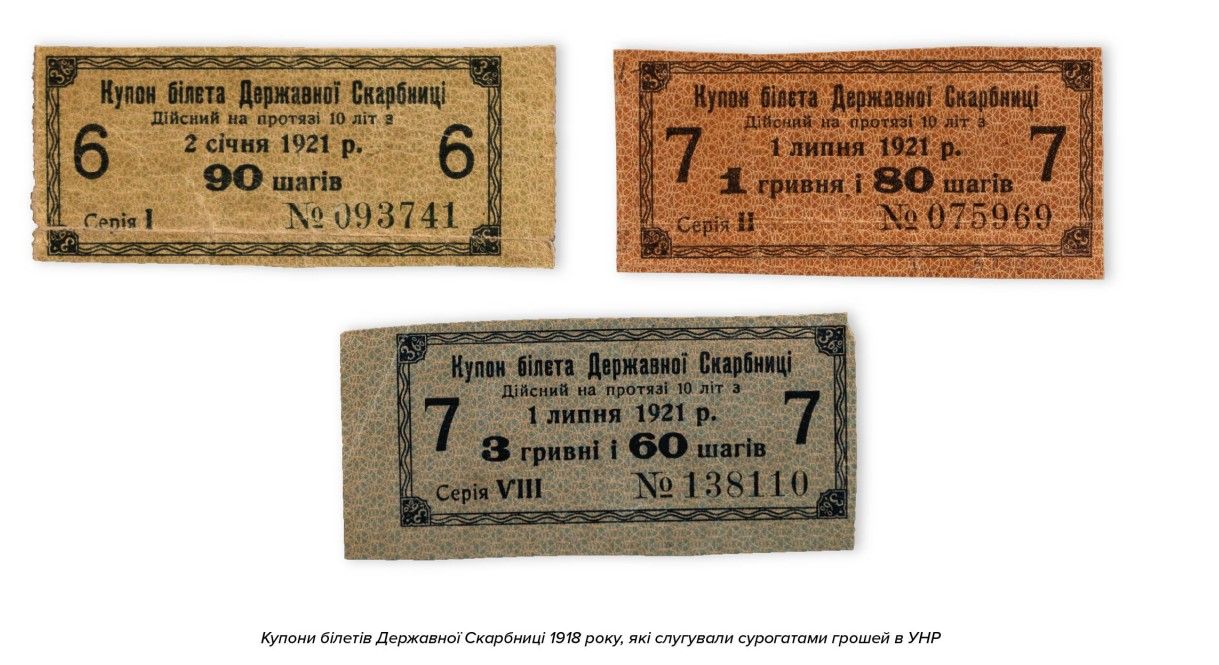 Купон білета Державної Скарбниці
Дійсний на протязі 10 літ з
6 2 січня 1921 р. 6
90 шагів
Серія I № 093741
Купон білета Державної Скарбниці
Дійсний на протязі 10 літ з
7 1 липня 1921 р. 7
1 гривня і 80 шагів
Серія II № 075969
Купон білета Державної Скарбниці
Дійсний на протязі 10 літ з
7 1 липня 1921 р. 7
3 гривні і 60 шагів
Серія VIII № 138110
Купони білетів Державної Скарбниці 1918 року, які слугували сурогатами грошей в УНР